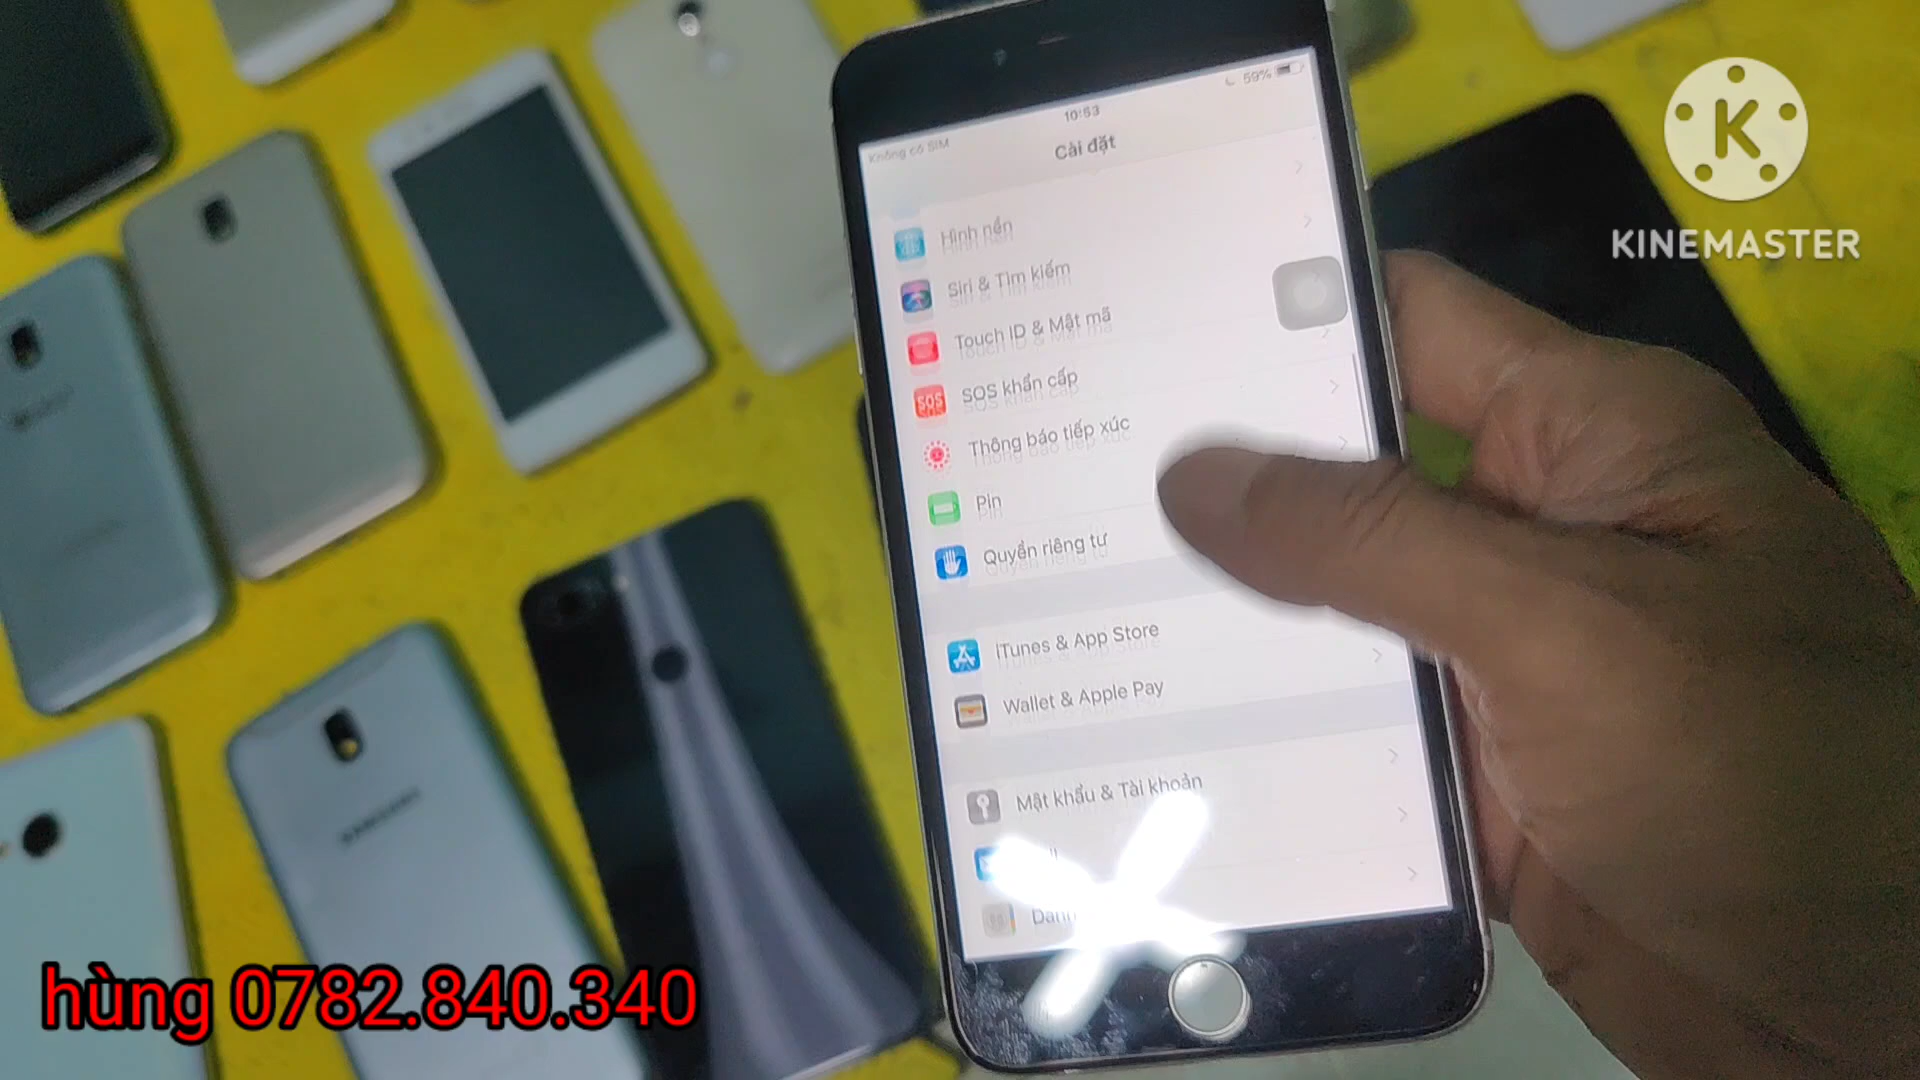 59%
10:53
Không có SIM
Cài đặt
Hình nền
Siri & Tìm kiếm
Touch ID & Mật mã
SOS
SOS khẩn cấp
Thông báo tiếp xúc
Pin
Quyền riêng tư
iTunes & App Store
Wallet & Apple Pay
Mật khẩu & Tài khoản
K
KINEMASTER
SAMSUNG
hùng 0782.840.340